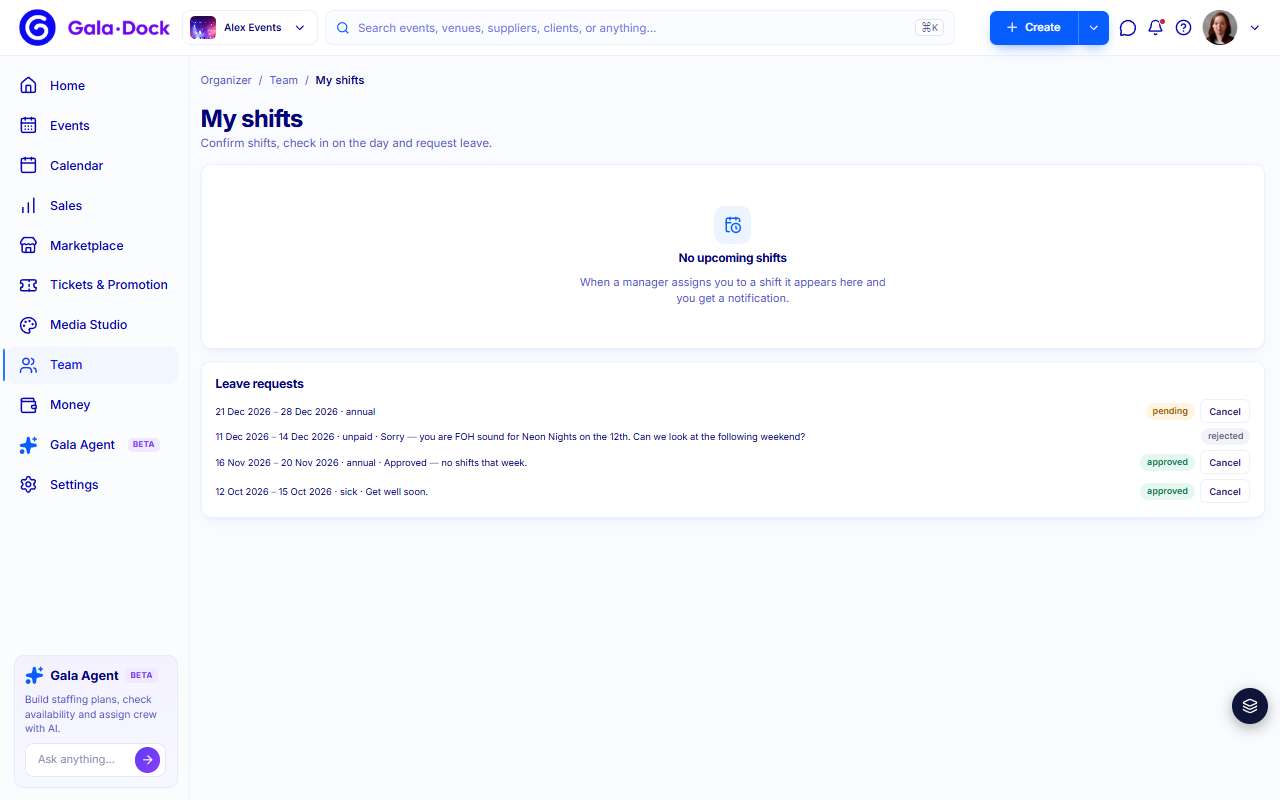 Gala·Dock
Alex Events
Search events, venues, suppliers, clients, or anything...
⌘K
+ Create
Home
Events
Calendar
Sales
Marketplace
Tickets & Promotion
Media Studio
Team
Money
Gala Agent BETA
Settings
Organizer / Team / My shifts
My shifts
Confirm shifts, check in on the day and request leave.
No upcoming shifts
When a manager assigns you to a shift it appears here and
you get a notification.
Leave requests
21 Dec 2026 – 28 Dec 2026 · annual pending Cancel
11 Dec 2026 – 14 Dec 2026 · unpaid · Sorry — you are FOH sound for Neon Nights on the 12th. Can we look at the following weekend? rejected
16 Nov 2026 – 20 Nov 2026 · annual · Approved — no shifts that week. approved Cancel
12 Oct 2026 – 15 Oct 2026 · sick · Get well soon. approved Cancel
Gala Agent BETA
Build staffing plans, check
availability and assign crew
with AI.
Ask anything...